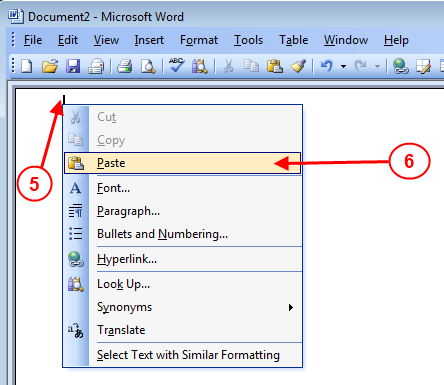 Document2 - Microsoft Word
File Edit View Insert Format Tools Table Window Help
ABC
Cut
Copy
Paste
5
6
Font...
Paragraph...
Bullets and Numbering...
Hyperlink...
Look Up...
Synonyms
Translate
Select Text with Similar Formatting